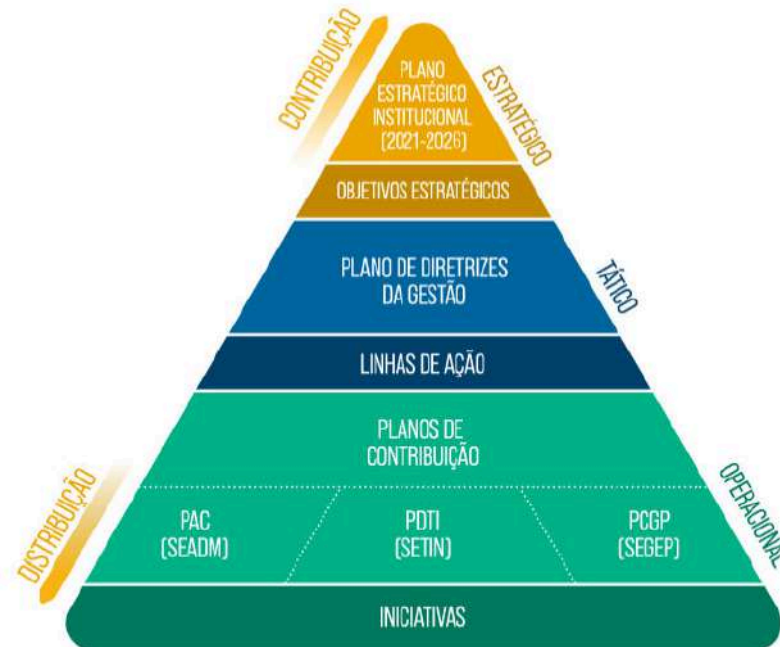 CONTRIBUIÇÃO
PLANO
ESTRATÉGICO
INSTITUCIONAL
(2021-2026)
ESTRATÉGICO
OBJETIVOS ESTRATÉGICOS
PLANO DE DIRETRIZES
DA GESTÃO
TÁTICO
LINHAS DE AÇÃO
PLANOS DE
CONTRIBUIÇÃO
DISTRIBUIÇÃO
PAC
(SEADM)
PDTI
(SETIN)
PCGP
(SEGEP)
OPERACIONAL
INICIATIVAS